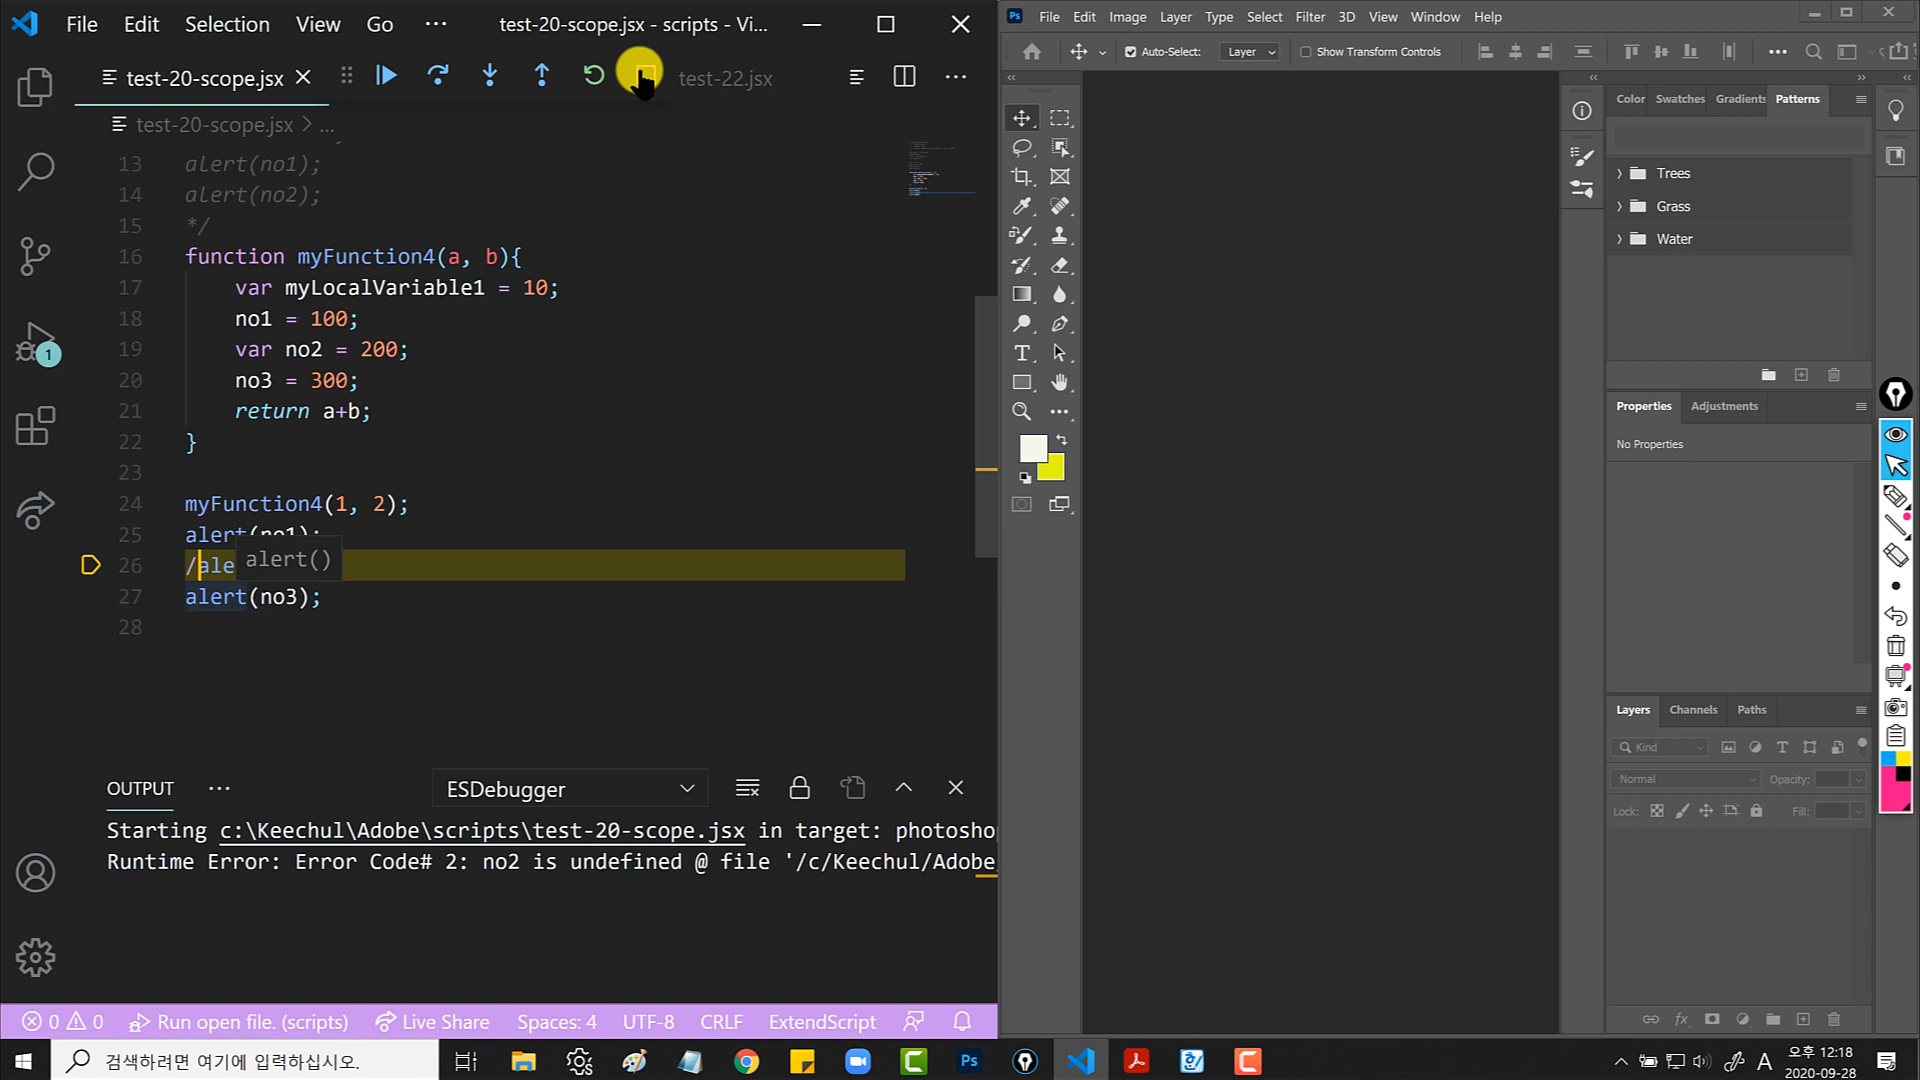 File Edit Selection View Go ··· test-20-scope.jsx - scripts - Vi...
test-20-scope.jsx test-22.jsx ···
test-20-scope.jsx > ...
13 alert(no1);
14 alert(no2);
15 */
16 function myFunction4(a, b){
17 var myLocalVariable1 = 10;
18 no1 = 100;
19 var no2 = 200;
20 no3 = 300;
21 return a+b;
22 }
23
24 myFunction4(1, 2);
25 alert(no1);
26 /ale
alert()
27 alert(no3);
28
1
OUTPUT ··· ESDebugger
Starting c:\Keechul\Adobe\scripts\test-20-scope.jsx in target: photosho
Runtime Error: Error Code# 2: no2 is undefined @ file '/c/Keechul/Adobe
0 0 Run open file. (scripts) Live Share Spaces: 4 UTF-8 CRLF ExtendScript
Ps File Edit Image Layer Type Select Filter 3D View Window Help
Auto-Select: Layer Show Transform Controls ···
Color Swatches Gradients Patterns
Trees
Grass
Water
Properties Adjustments
No Properties
Layers Channels Paths
Kind
Normal Opacity:
Lock: Fill:
fx
검색하려면 여기에 입력하십시오.
Ps
A 오후 12:18
2020-09-28